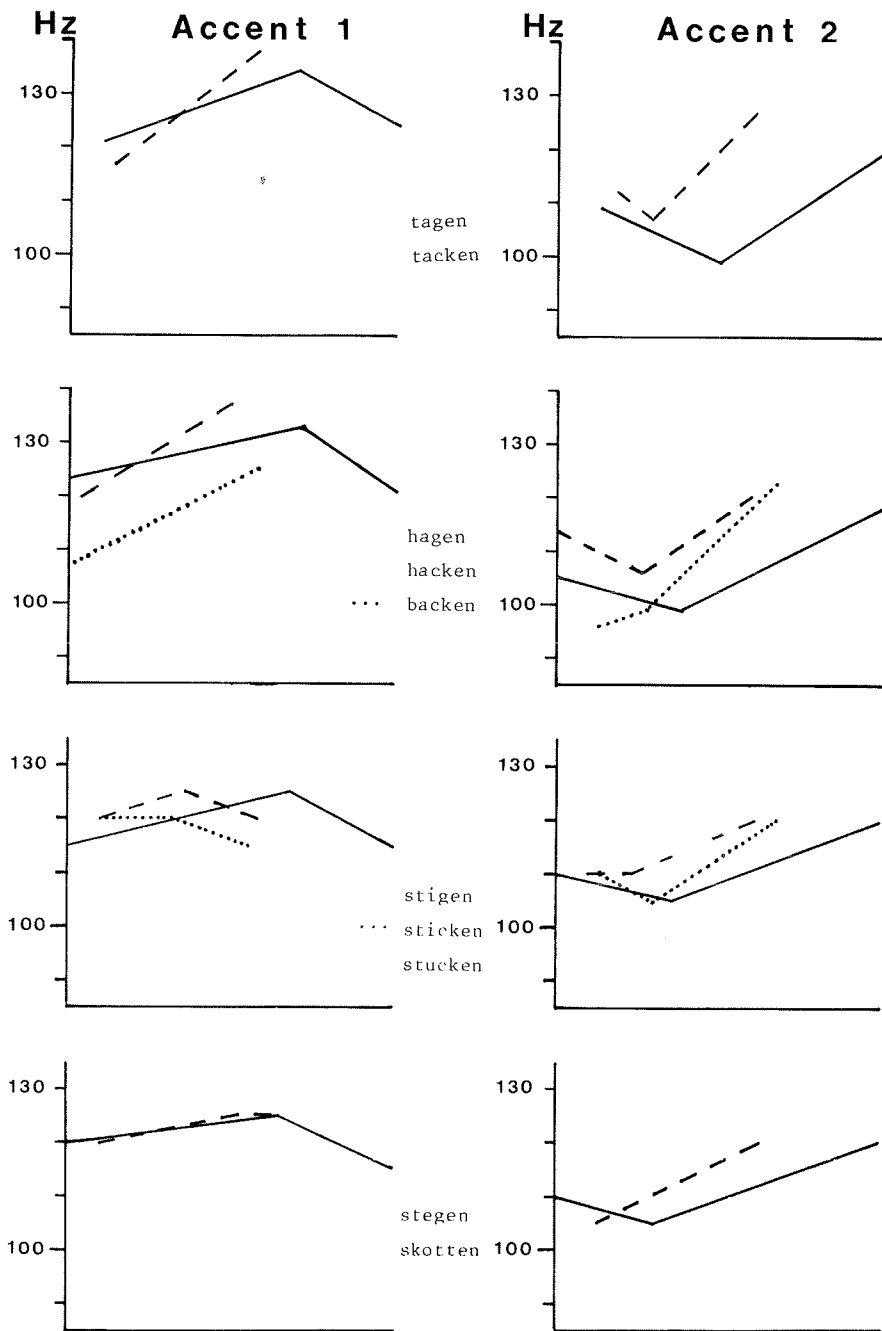 Hz Accent 1
Hz Accent 2
130
100
130
100
tagen
tacken
130
100
130
100
hagen
hacken
... backen
130
100
130
100
stigen
... sticken
stucken
130
100
130
100
stegen
skotten